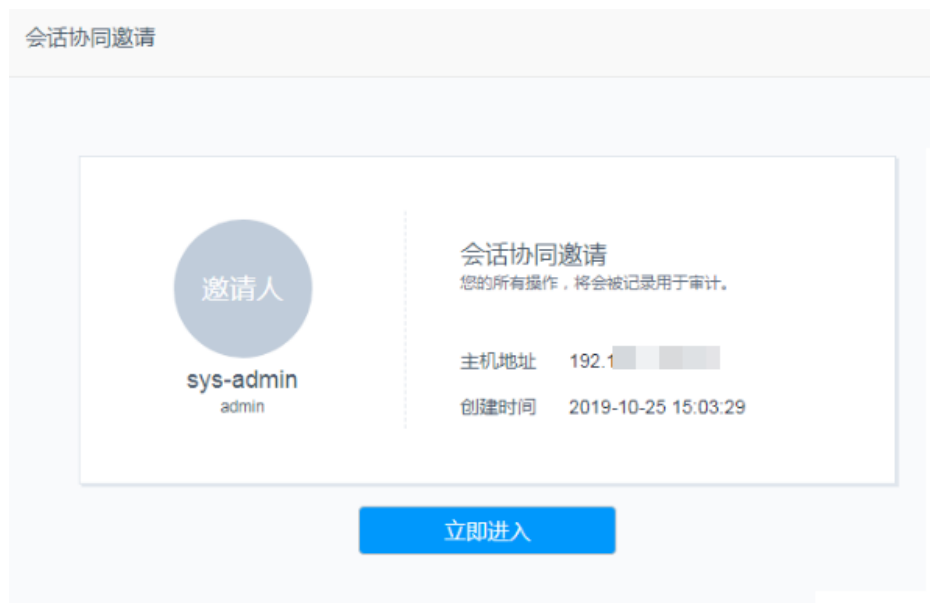 会话协同邀请
邀请人
sys-admin
admin
会话协同邀请
您的所有操作，将会被记录用于审计。
主机地址 192.1
创建时间 2019-10-25 15:03:29
立即进入